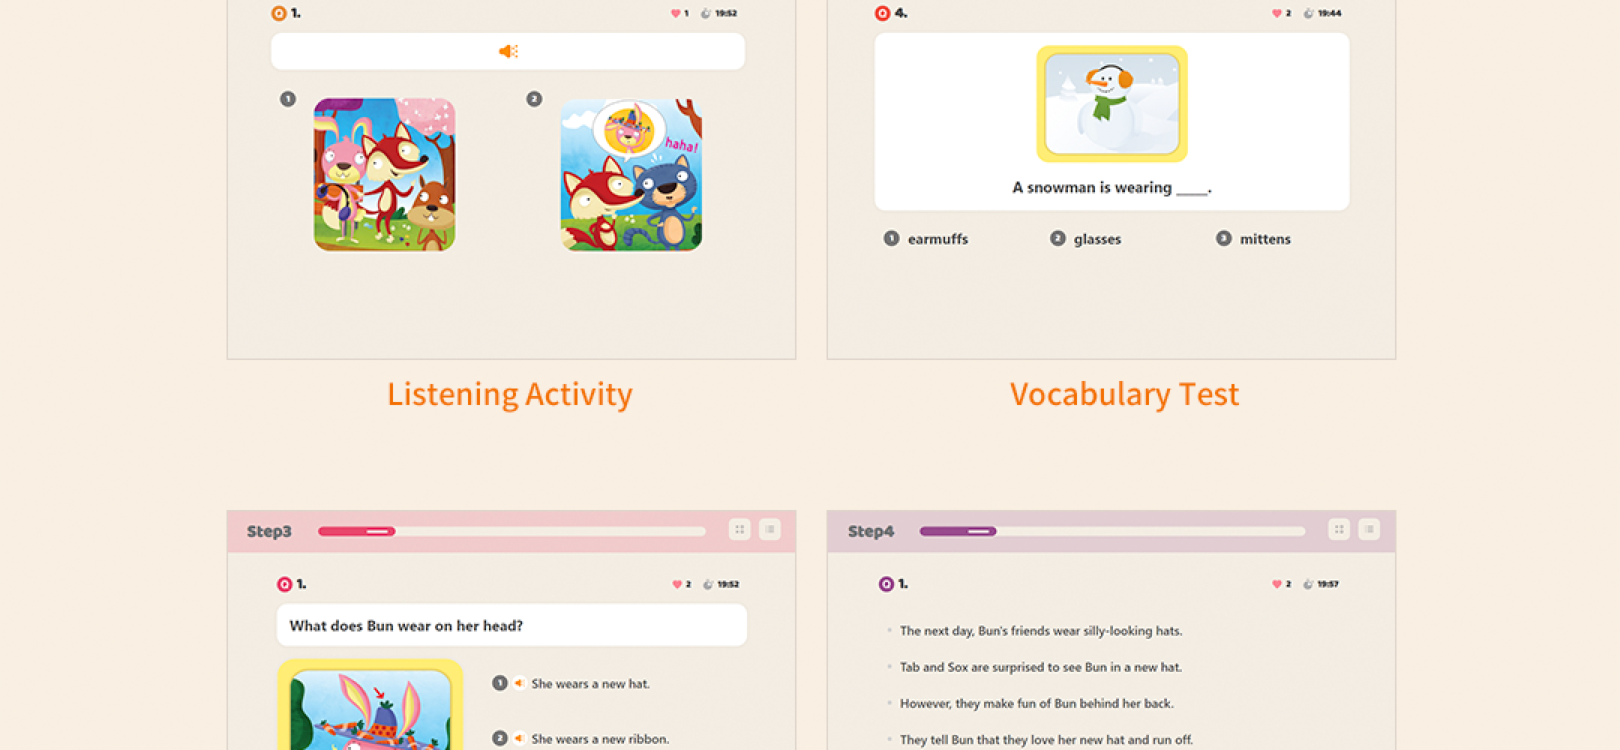 Q 1.
1 19:52
1
2
haha!
Listening Activity
Q 4.
2 19:44
A snowman is wearing ____.
1 earmuffs
2 glasses
3 mittens
Vocabulary Test
Step3
Q 1.
2 19:52
What does Bun wear on her head?
1 She wears a new hat.
2 She wears a new ribbon.
Step4
Q 1.
2 19:57
The next day, Bun's friends wear silly-looking hats.
Tab and Sox are surprised to see Bun in a new hat.
However, they make fun of Bun behind her back.
They tell Bun that they love her new hat and run off.